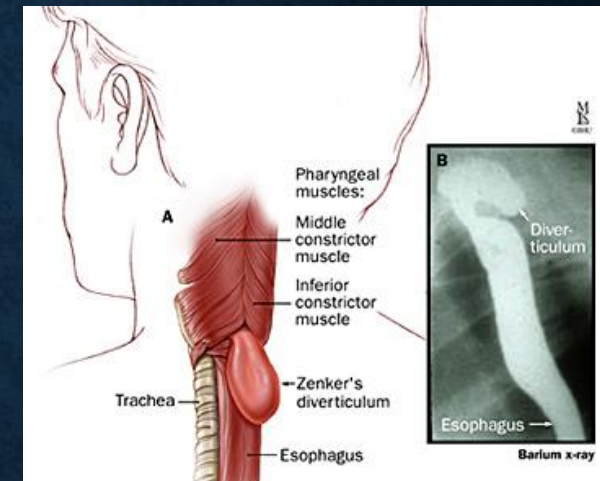 A
Pharyngeal
muscles:
Middle
constrictor
muscle
Inferior
constrictor
muscle
Trachea
Zenker's
diverticulum
Esophagus
B
Diver-
ticulum
Esophagus
Barium x-ray